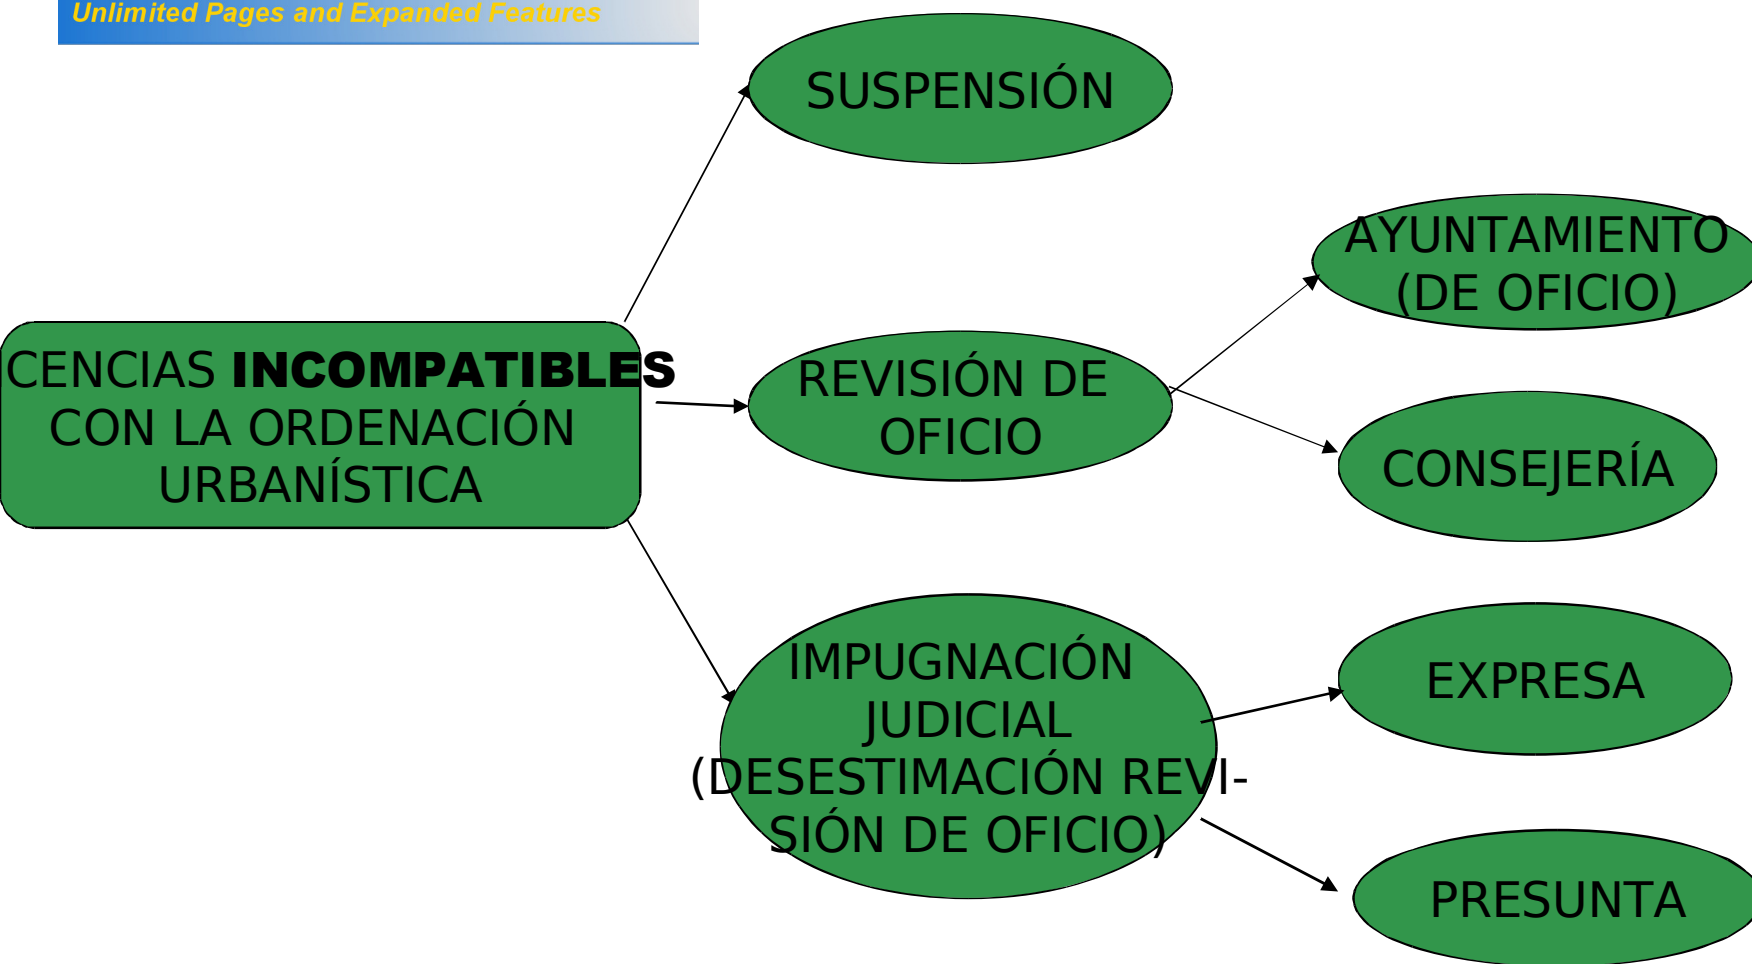 Unlimited Pages and Expanded Features
SUSPENSIÓN
CENCIAS INCOMPATIBLES
CON LA ORDENACIÓN
URBANÍSTICA
REVISIÓN DE
OFICIO
AYUNTAMIENTO
(DE OFICIO)
CONSEJERÍA
IMPUGNACIÓN
JUDICIAL
(DESESTIMACIÓN REVI-
SIÓN DE OFICIO)
EXPRESA
PRESUNTA